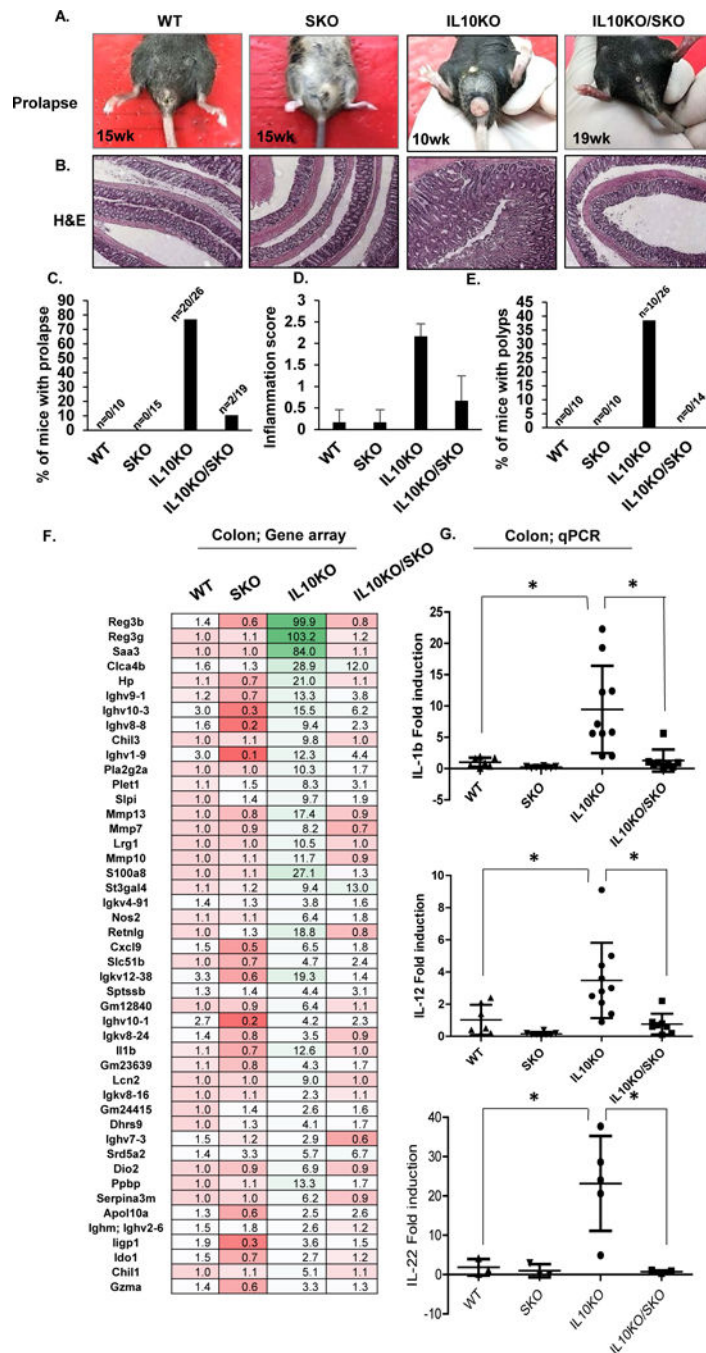 A.
WT SKO IL10KO IL10KO/SKO
Prolapse
15wk 15wk 10wk 19wk
B.
H&E
C. D. E.
% of mice with prolapse
90
80
70
60
50
40
30
20
10
0
n=0/10 n=0/15 n=20/26 n=2/19
WT SKO IL10KO IL10KO/SKO
Inflammation score
3
2.5
2
1.5
1
0.5
0
WT SKO IL10KO IL10KO/SKO
% of mice with polyps
45
40
35
30
25
20
15
10
5
0
n=0/10 n=0/10 n=10/26 n=0/14
WT SKO IL10KO IL10KO/SKO
F. Colon; Gene array
WT SKO IL10KO IL10KO/SKO
Reg3b 1.4 0.6 99.9 0.8
Reg3g 1.0 1.1 103.2 1.2
Saa3 1.0 1.0 84.0 1.1
Clca4b 1.6 1.3 28.9 12.0
Hp 1.1 0.7 21.0 1.1
Ighv9-1 1.2 0.7 13.3 3.8
Ighv10-3 3.0 0.3 15.5 6.2
Ighv8-8 1.6 0.2 9.4 2.3
Chil3 1.0 1.1 9.8 1.0
Ighv1-9 3.0 0.1 12.3 4.4
Pla2g2a 1.0 1.0 10.3 1.7
Plet1 1.1 1.5 8.3 3.1
Slpi 1.0 1.4 9.7 1.9
Mmp13 1.0 0.8 17.4 0.9
Mmp7 1.0 0.9 8.2 0.7
Lrg1 1.0 1.0 10.5 1.0
Mmp10 1.0 1.1 11.7 0.9
S100a8 1.0 1.1 27.1 1.3
St3gal4 1.1 1.2 9.4 13.0
Igkv4-91 1.4 1.3 3.8 1.6
Nos2 1.1 1.1 6.4 1.8
Retnlg 1.0 1.3 18.8 0.8
Cxcl9 1.5 0.5 6.5 1.8
Slc51b 1.0 0.7 4.7 2.4
Igkv12-38 3.3 0.6 19.3 1.4
Sptssb 1.3 1.4 4.4 3.1
Gm12840 1.0 0.9 6.4 1.1
Ighv10-1 2.7 0.2 4.2 2.3
Igkv8-24 1.4 0.8 3.5 0.9
Il1b 1.1 0.7 12.6 1.0
Gm23639 1.1 0.8 4.3 1.7
Lcn2 1.0 1.0 9.0 1.0
Igkv8-16 1.0 1.1 2.3 1.1
Gm24415 1.0 1.4 2.6 1.6
Dhrs9 1.0 1.3 4.1 1.7
Ighv7-3 1.5 1.2 2.9 0.6
Srd5a2 1.4 3.3 5.7 6.7
Dio2 1.0 0.9 6.9 0.9
Ppbp 1.0 1.1 13.3 1.7
Serpina3m 1.0 1.0 6.2 0.9
Apol10a 1.3 0.6 2.5 2.6
Ighm; Ighv2-6 1.5 1.8 2.6 1.2
Iigp1 1.9 0.3 3.6 1.5
Ido1 1.5 0.7 2.7 1.2
Chil1 1.0 1.1 5.1 1.1
Gzma 1.4 0.6 3.3 1.3
G. Colon; qPCR
* *
IL-1b Fold induction
25
20
15
10
5
0
-5
WT SKO IL10KO IL10KO/SKO
* *
IL-12 Fold induction
10
8
6
4
2
0
WT SKO IL10KO IL10KO/SKO
* *
IL-22 Fold induction
40
30
20
10
0
-10
WT SKO IL10KO IL10KO/SKO